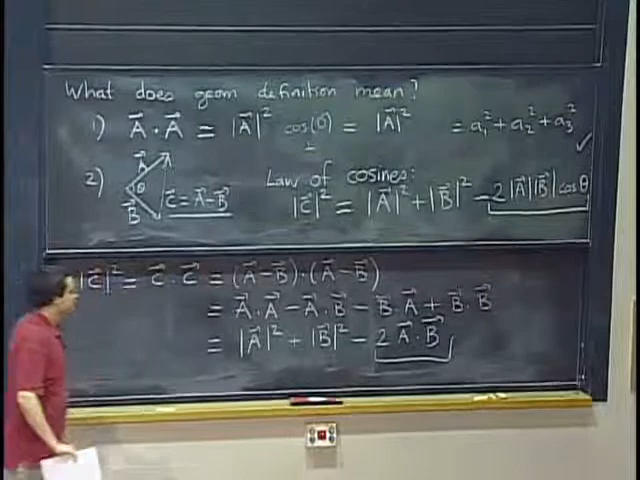 What does geom definition mean?
1) A⃗ · A⃗ = |A⃗|² cos(0) = |A⃗|² = a₁² + a₂² + a₃² ✓
2) A⃗ θ B⃗ C⃗ = A⃗ - B⃗
Law of cosines:
|C⃗|² = |A⃗|² + |B⃗|² - 2|A⃗||B⃗| cos θ
|C⃗|² = C⃗ · C⃗ = (A⃗ - B⃗) · (A⃗ - B⃗)
= A⃗ · A⃗ - A⃗ · B⃗ - B⃗ · A⃗ + B⃗ · B⃗
= |A⃗|² + |B⃗|² - 2 A⃗ · B⃗